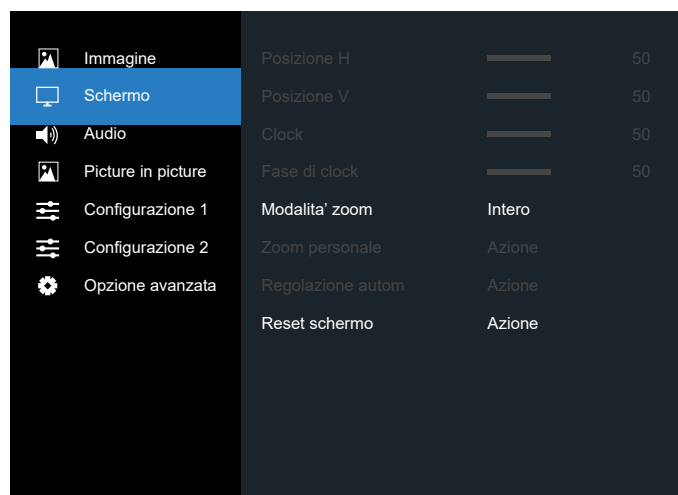 Immagine
Schermo
Audio
Picture in picture
Configurazione 1
Configurazione 2
Opzione avanzata
Posizione H 50
Posizione V 50
Clock 50
Fase di clock 50
Modalita’ zoom Intero
Zoom personale Azione
Regolazione autom Azione
Reset schermo Azione